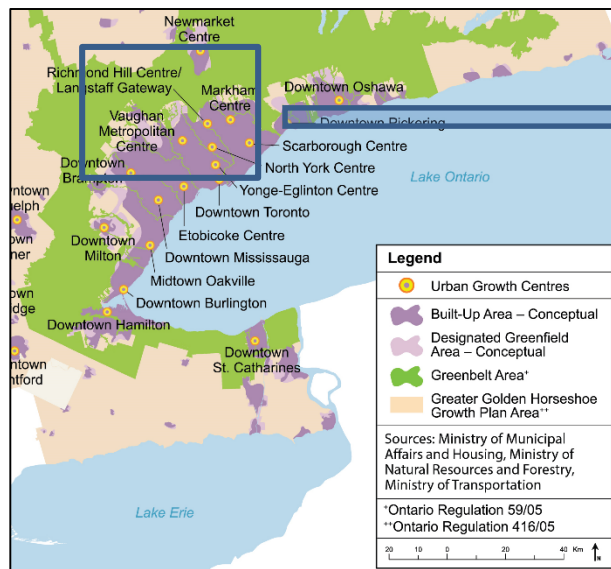 Newmarket
Centre
Richmond Hill Centre/
Langstaff Gateway
Markham
Centre
Downtown Oshawa
Vaughan
Metropolitan
Centre
Downtown Pickering
Scarborough Centre
Downtown
Brampton
North York Centre
Yonge-Eglinton Centre
Lake Ontario
Downtown Toronto
Etobicoke Centre
Downtown
Milton
Downtown Mississauga
Midtown Oakville
Downtown Burlington
Downtown Hamilton
Downtown
St. Catharines
Lake Erie
Legend
Urban Growth Centres
Built-Up Area – Conceptual
Designated Greenfield
Area – Conceptual
Greenbelt Area+
Greater Golden Horseshoe
Growth Plan Area++
Sources: Ministry of Municipal
Affairs and Housing, Ministry of
Natural Resources and Forestry,
Ministry of Transportation
+Ontario Regulation 59/05
++Ontario Regulation 416/05
20 0 20 40 Km
N